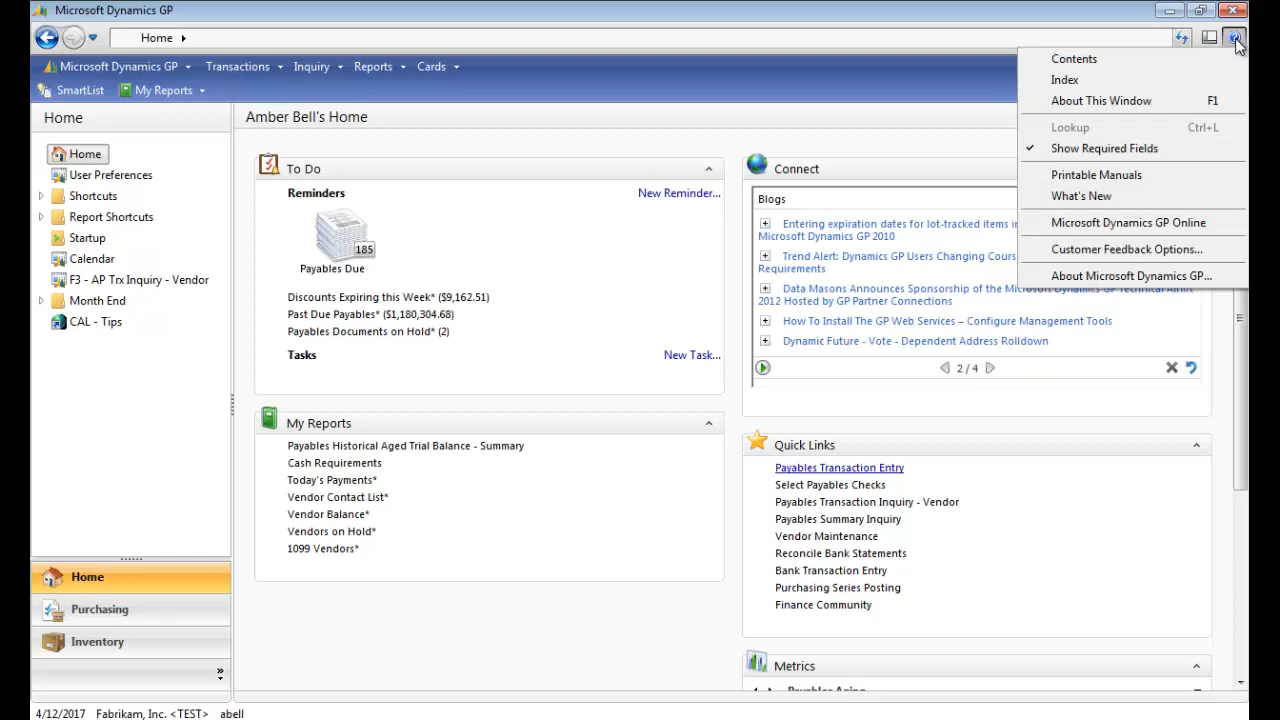 Microsoft Dynamics GP
Home
Microsoft Dynamics GP Transactions Inquiry Reports Cards
SmartList My Reports
Contents
Index
About This Window F1
Lookup Ctrl+L
Show Required Fields
Printable Manuals
What's New
Microsoft Dynamics GP Online
Customer Feedback Options...
About Microsoft Dynamics GP...
Home
Home
User Preferences
Shortcuts
Report Shortcuts
Startup
Calendar
F3 - AP Trx Inquiry - Vendor
Month End
CAL - Tips
Home
Purchasing
Inventory
Amber Bell's Home
To Do
Reminders New Reminder...
185
Payables Due
Discounts Expiring this Week* ($9,162.51)
Past Due Payables* ($1,180,304.68)
Payables Documents on Hold* (2)
Tasks New Task...
My Reports
Payables Historical Aged Trial Balance - Summary
Cash Requirements
Today's Payments*
Vendor Contact List*
Vendor Balance*
Vendors on Hold*
1099 Vendors*
Connect
Blogs
Entering expiration dates for lot-tracked items in
Microsoft Dynamics GP 2010
Trend Alert: Dynamics GP Users Changing Cours
Requirements
Data Masons Announces Sponsorship of the Microsoft Dynamics GP Technical Airlift
2012 Hosted by GP Partner Connections
How To Install The GP Web Services – Configure Management Tools
Dynamic Future - Vote - Dependent Address Rolldown
2 / 4
Quick Links
Payables Transaction Entry
Select Payables Checks
Payables Transaction Inquiry - Vendor
Payables Summary Inquiry
Vendor Maintenance
Reconcile Bank Statements
Bank Transaction Entry
Purchasing Series Posting
Finance Community
Metrics
Payables Aging
4/12/2017 Fabrikam, Inc. <TEST> abell